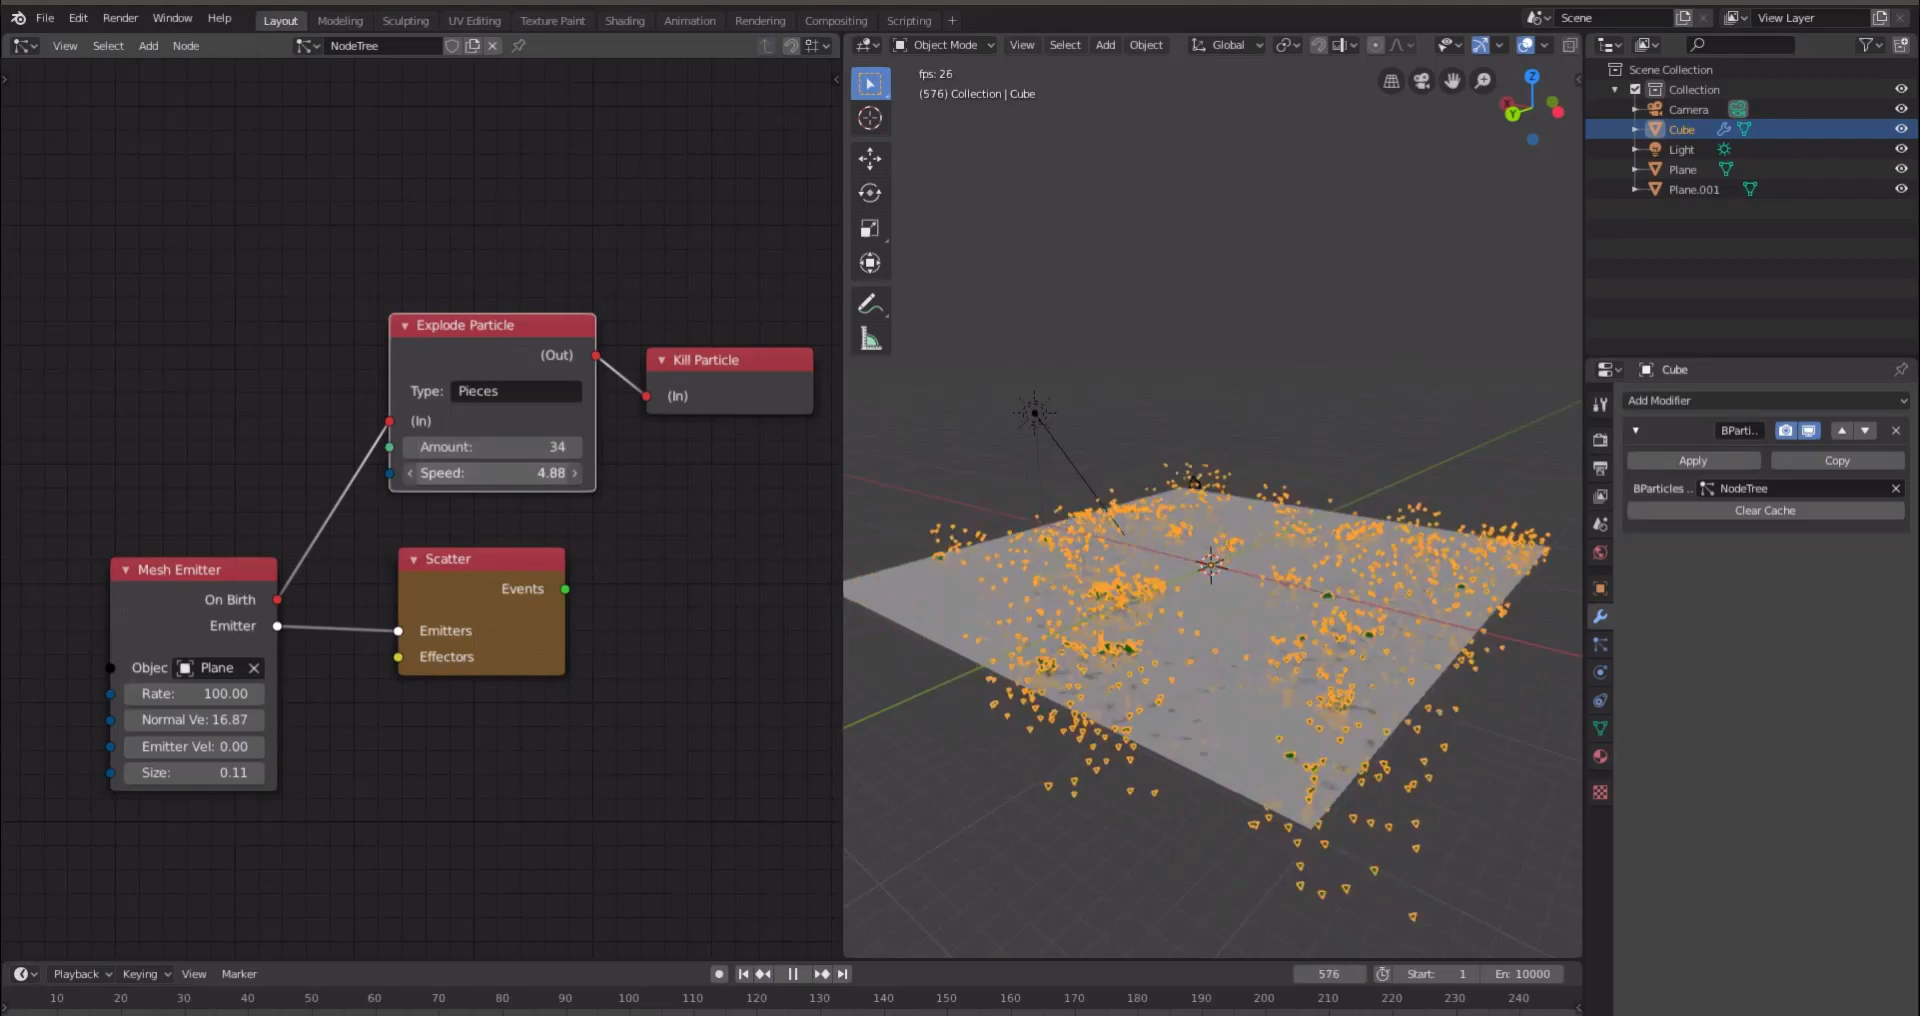 File Edit Render Window Help Layout Modeling Sculpting UV Editing Texture Paint Shading Animation Rendering Compositing Scripting + Scene View Layer
View Select Add Node NodeTree
Object Mode View Select Add Object Global
fps: 26
(576) Collection | Cube
Z
X
Y
Explode Particle
(Out)
Type: Pieces
(In)
Amount: 34
Speed: 4.88
Kill Particle
(In)
Mesh Emitter
On Birth
Emitter
Objec Plane
Rate: 100.00
Normal Ve: 16.87
Emitter Vel: 0.00
Size: 0.11
Scatter
Events
Emitters
Effectors
Scene Collection
Collection
Camera
Cube
Light
Plane
Plane.001
Cube
Add Modifier
BParti..
Apply Copy
BParticles .. NodeTree
Clear Cache
Playback Keying View Marker 576 Start: 1 En: 10000
10 20 30 40 50 60 70 80 90 100 110 120 130 140 150 160 170 180 190 200 210 220 230 240